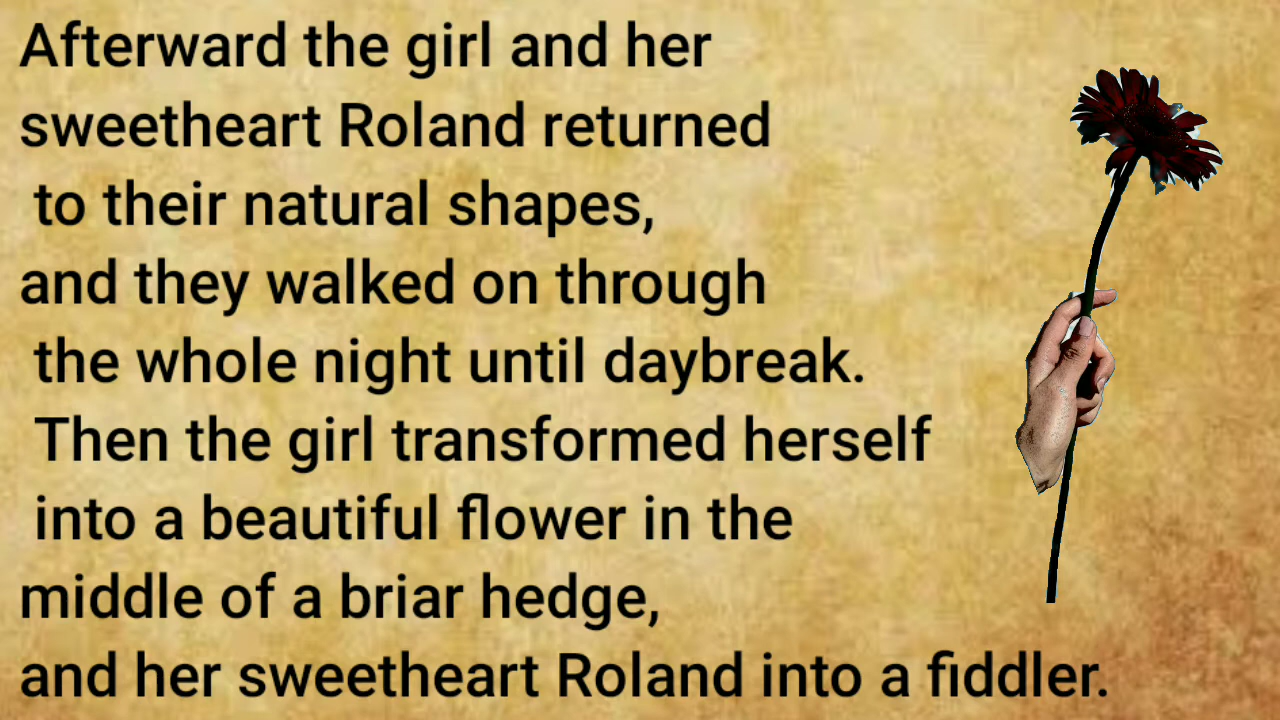 Afterward the girl and her
sweetheart Roland returned
to their natural shapes,
and they walked on through
the whole night until daybreak.
Then the girl transformed herself
into a beautiful flower in the
middle of a briar hedge,
and her sweetheart Roland into a fiddler.